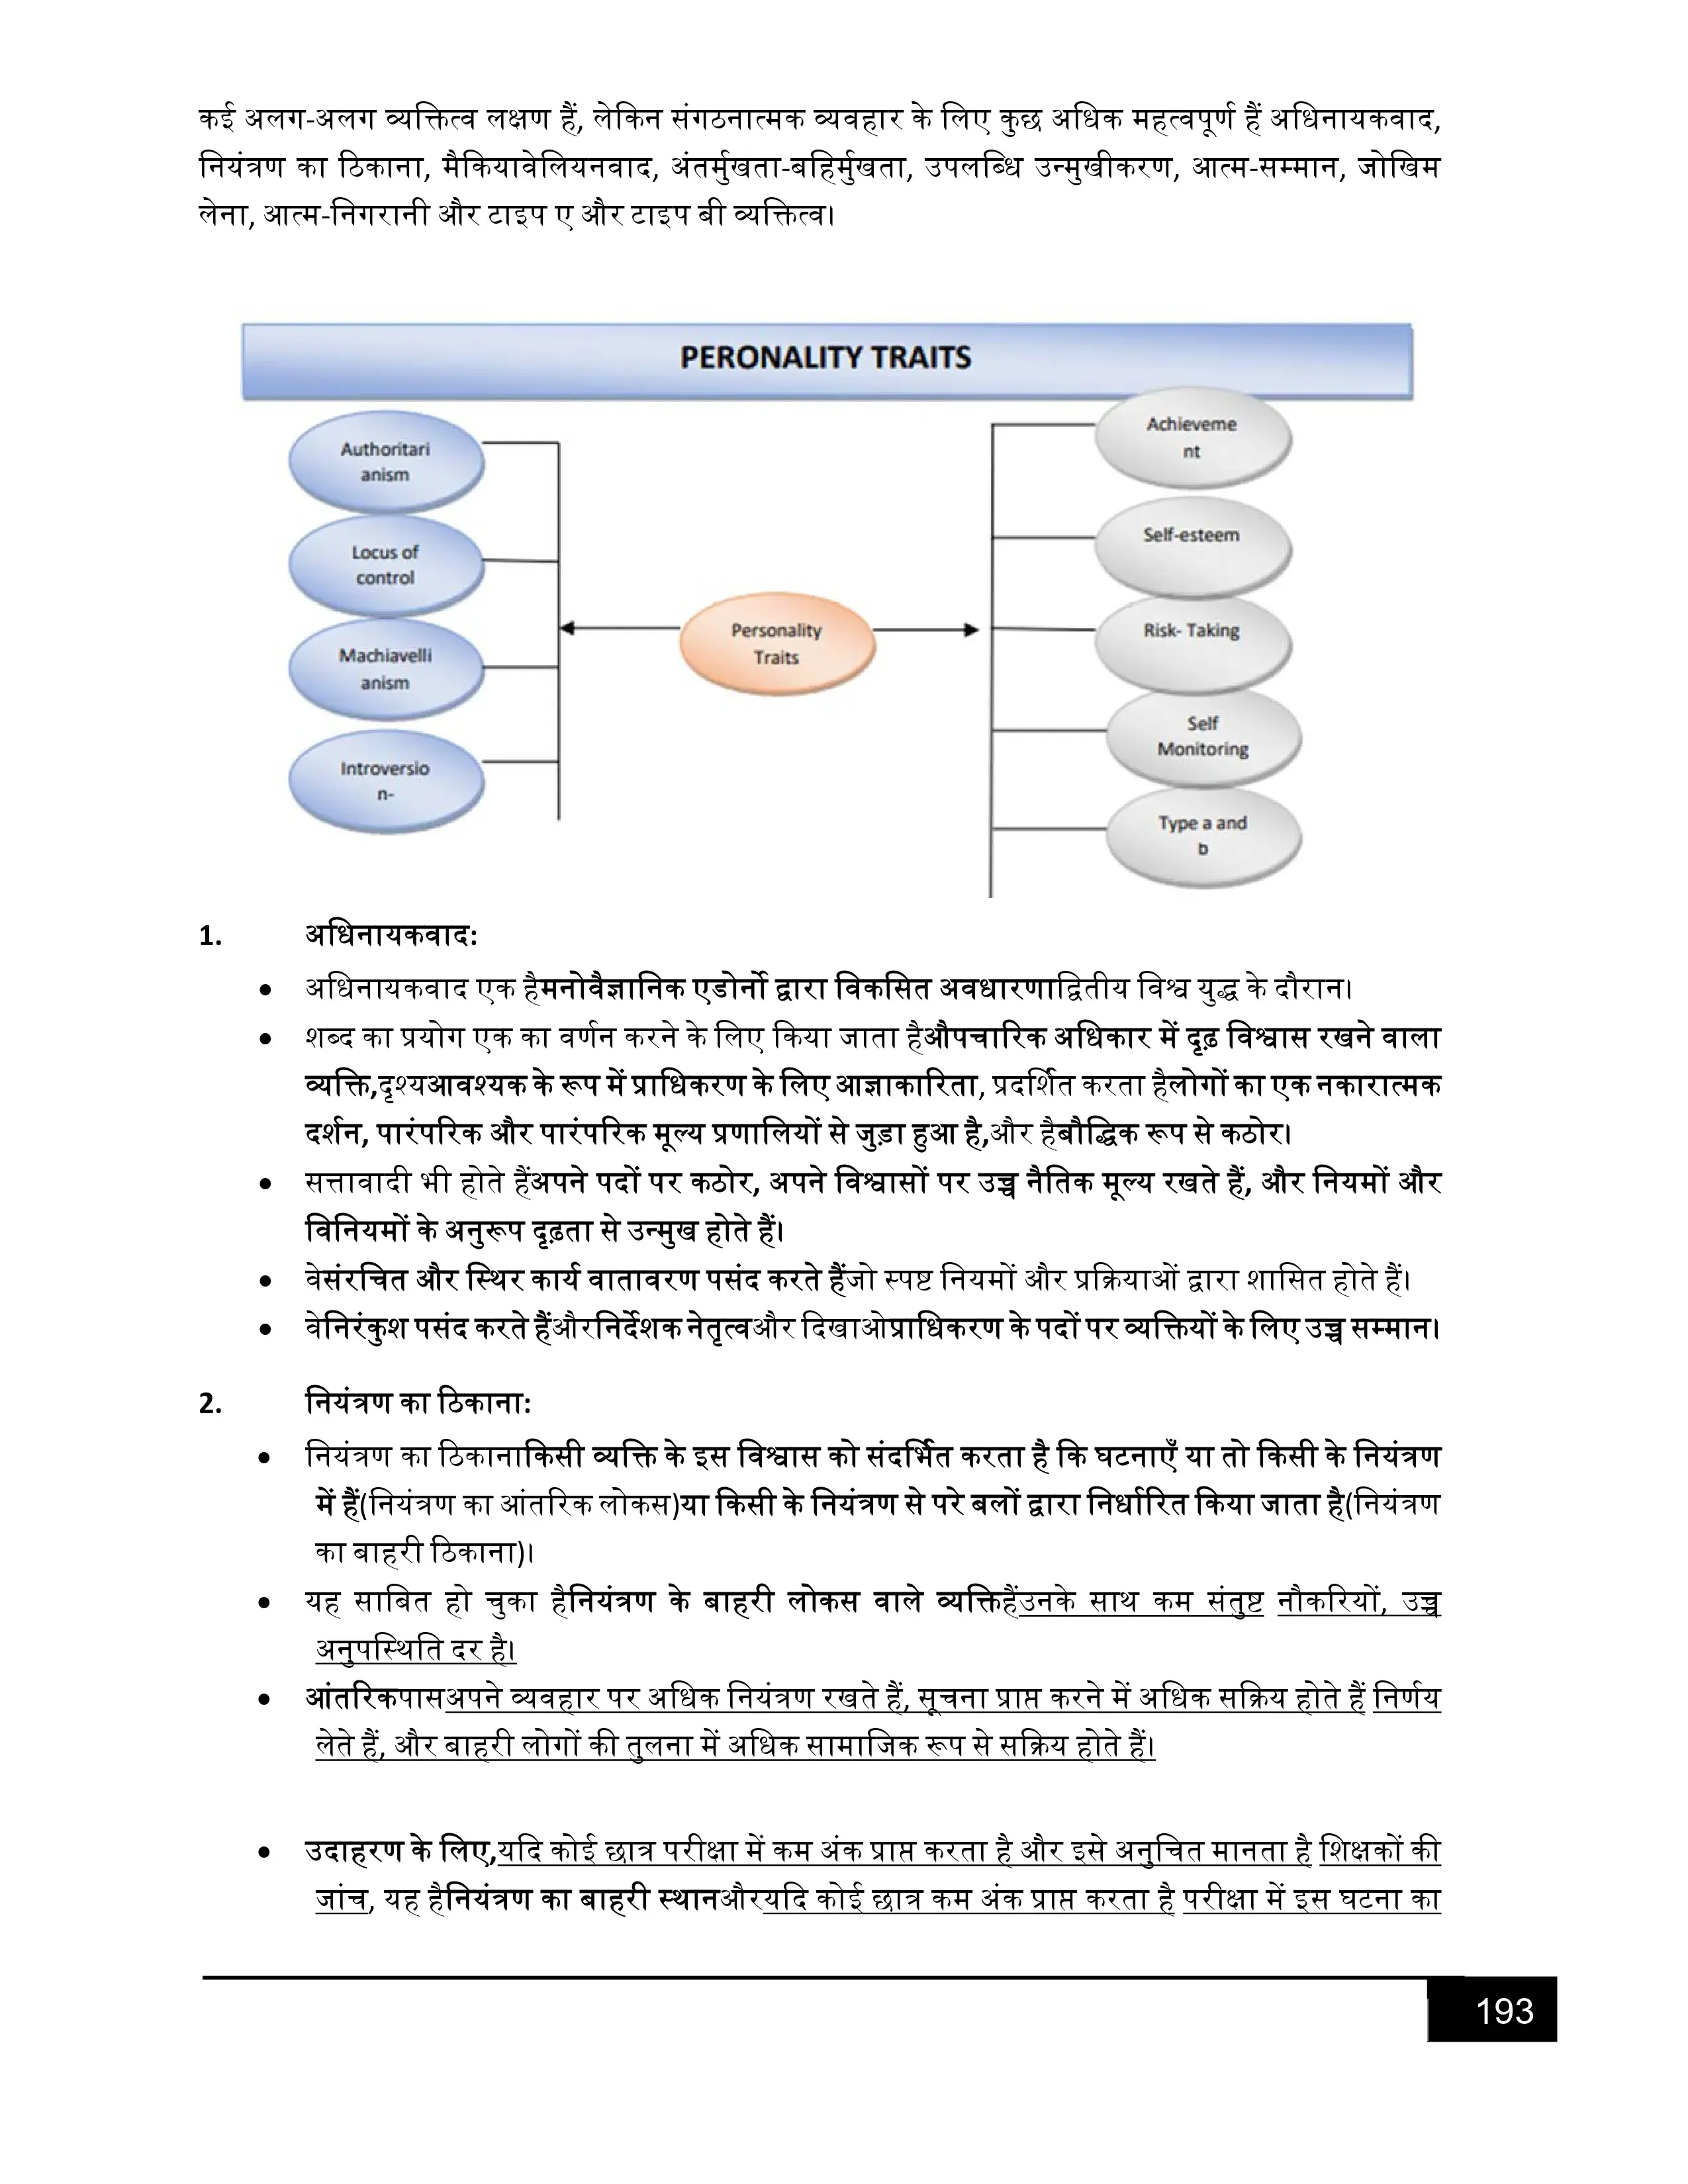 कई अलग-अलग व्यक्तित्व लक्षण हैं, लेकिन संगठनात्मक व्यवहार के लिए कुछ अधिक महत्वपूर्ण हैं अधिनायकवाद,
नियंत्रण का ठिकाना, मैकियावेलियनवाद, अंतर्मुखता-बहिर्मुखता, उपलब्धि उन्मुखीकरण, आत्म-सम्मान, जोखिम
लेना, आत्म-निगरानी और टाइप ए और टाइप बी व्यक्तित्व।
PERONALITY TRAITS
Authoritari
anism
Locus of
control
Machiavelli
anism
Introversio
n-
Personality
Traits
Achieveme
nt
Self-esteem
Risk- Taking
Self
Monitoring
Type a and
b
1. अधिनायकवाद:
• अधिनायकवाद एक हैमनोवैज्ञानिक एडोर्नो द्वारा विकसित अवधारणाद्वितीय विश्व युद्ध के दौरान।
• शब्द का प्रयोग एक का वर्णन करने के लिए किया जाता हैऔपचारिक अधिकार में दृढ़ विश्वास रखने वाला
व्यक्ति,दृश्यआवश्यक के रूप में प्राधिकरण के लिए आज्ञाकारिता, प्रदर्शित करता हैलोगों का एक नकारात्मक
दर्शन, पारंपरिक और पारंपरिक मूल्य प्रणालियों से जुड़ा हुआ है,और हैबौद्धिक रूप से कठोर।
• सत्तावादी भी होते हैंअपने पदों पर कठोर, अपने विश्वासों पर उच्च नैतिक मूल्य रखते हैं, और नियमों और
विनियमों के अनुरूप दृढ़ता से उन्मुख होते हैं।
• वेसंरचित और स्थिर कार्य वातावरण पसंद करते हैंजो स्पष्ट नियमों और प्रक्रियाओं द्वारा शासित होते हैं।
• वेनिरंकुश पसंद करते हैंऔरनिर्देशक नेतृत्वऔर दिखाओप्राधिकरण के पदों पर व्यक्तियों के लिए उच्च सम्मान।
2. नियंत्रण का ठिकाना:
• नियंत्रण का ठिकानाकिसी व्यक्ति के इस विश्वास को संदर्भित करता है कि घटनाएँ या तो किसी के नियंत्रण
में हैं(नियंत्रण का आंतरिक लोकस)या किसी के नियंत्रण से परे बलों द्वारा निर्धारित किया जाता है(नियंत्रण
का बाहरी ठिकाना)।
• यह साबित हो चुका हैनियंत्रण के बाहरी लोकस वाले व्यक्तिहैंउनके साथ कम संतुष्ट नौकरियों, उच्च
अनुपस्थिति दर है।
• आंतरिकपासअपने व्यवहार पर अधिक नियंत्रण रखते हैं, सूचना प्राप्त करने में अधिक सक्रिय होते हैं निर्णय
लेते हैं, और बाहरी लोगों की तुलना में अधिक सामाजिक रूप से सक्रिय होते हैं।
• उदाहरण के लिए,यदि कोई छात्र परीक्षा में कम अंक प्राप्त करता है और इसे अनुचित मानता है शिक्षकों की
जांच, यह हैनियंत्रण का बाहरी स्थानऔरयदि कोई छात्र कम अंक प्राप्त करता है परीक्षा में इस घटना का
193